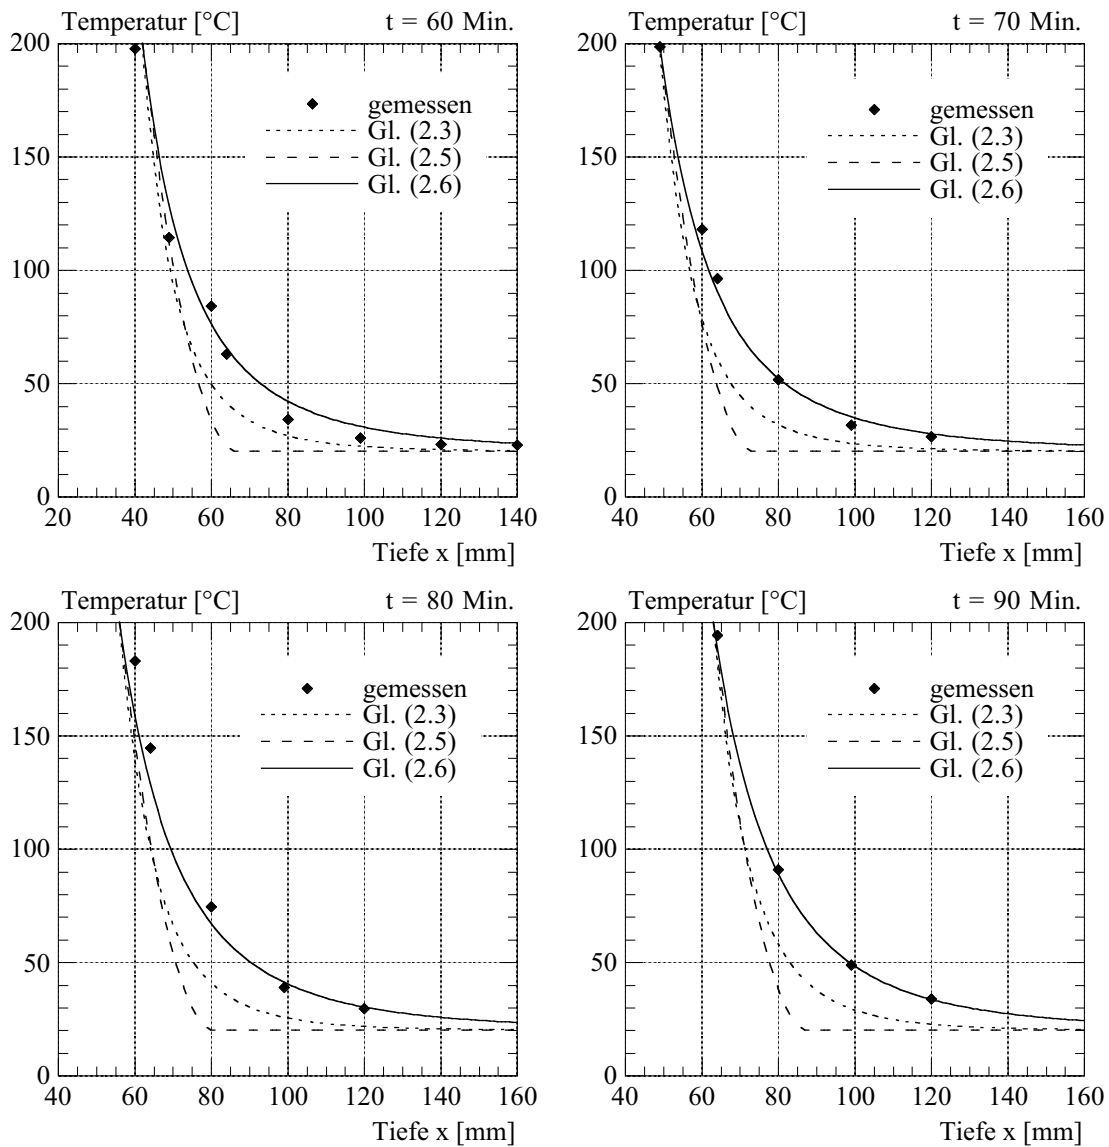 Temperatur [°C] t = 60 Min.
200
150
100
50
0
gemessen
Gl. (2.3)
Gl. (2.5)
Gl. (2.6)
20 40 60 80 100 120 140
Tiefe x [mm]
Temperatur [°C] t = 70 Min.
200
150
100
50
0
gemessen
Gl. (2.3)
Gl. (2.5)
Gl. (2.6)
40 60 80 100 120 140 160
Tiefe x [mm]
Temperatur [°C] t = 80 Min.
200
150
100
50
0
gemessen
Gl. (2.3)
Gl. (2.5)
Gl. (2.6)
40 60 80 100 120 140 160
Tiefe x [mm]
Temperatur [°C] t = 90 Min.
200
150
100
50
0
gemessen
Gl. (2.3)
Gl. (2.5)
Gl. (2.6)
40 60 80 100 120 140 160
Tiefe x [mm]